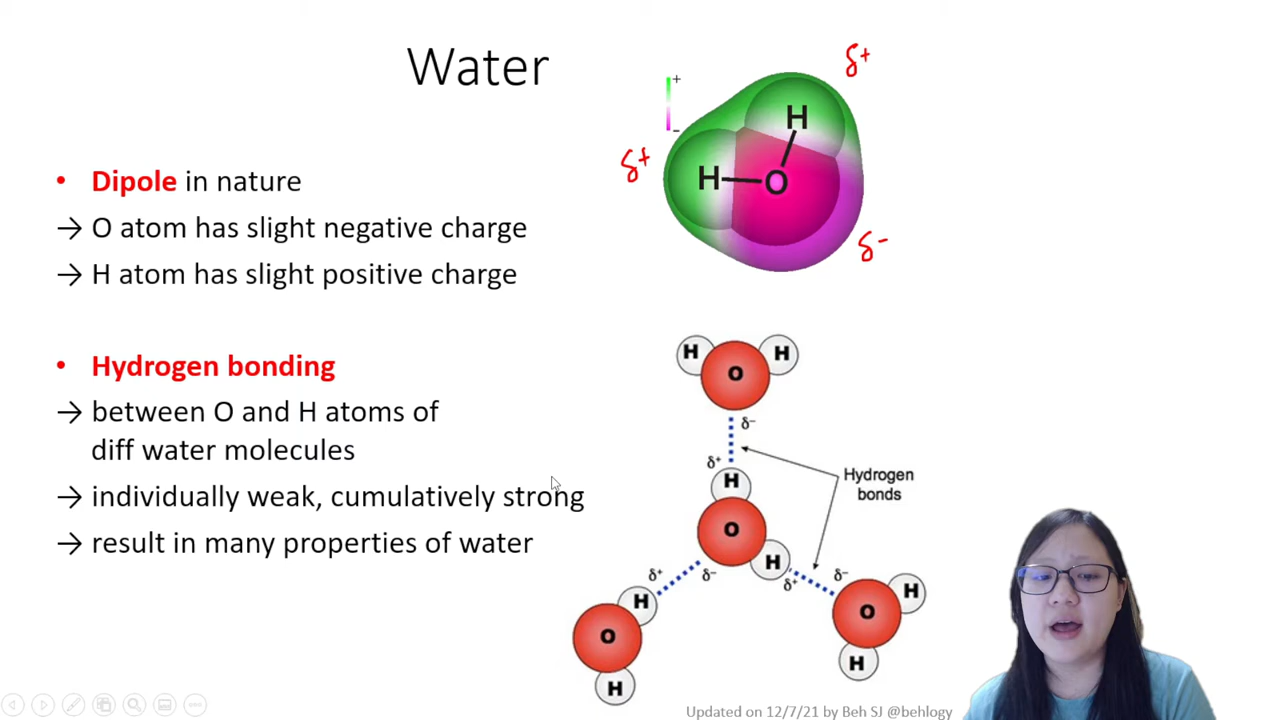 Water
• Dipole in nature
→ O atom has slight negative charge
→ H atom has slight positive charge
• Hydrogen bonding
→ between O and H atoms of
diff water molecules
→ individually weak, cumulatively strong
→ result in many properties of water
+
-
δ+
δ+
δ-
H
H
O
H
O
H
δ-
δ+
Hydrogen
bonds
H
O
H
δ+
δ-
δ+
δ-
H
O
H
O
H
H
Updated on 12/7/21 by Beh SJ @behlogy